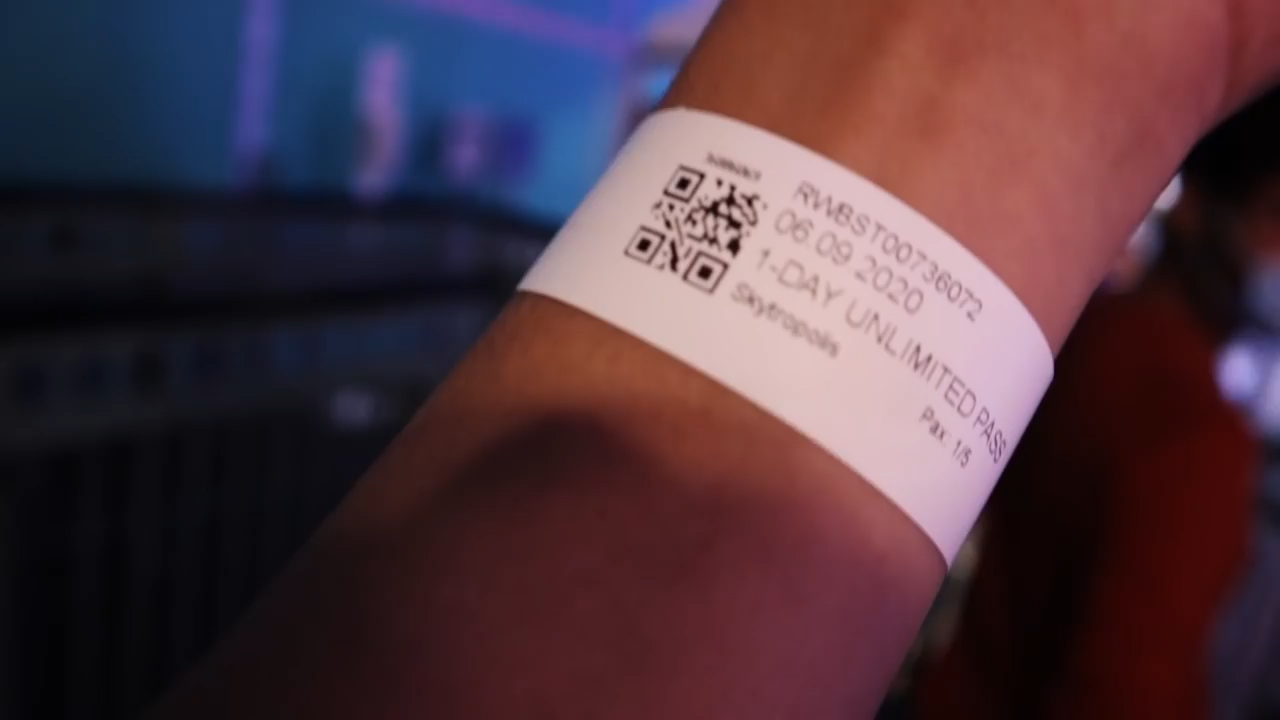 RWBST00736072
06.09 2020
1-DAY UNLIMITED PASS
Skytropolis
Pax: 1/5